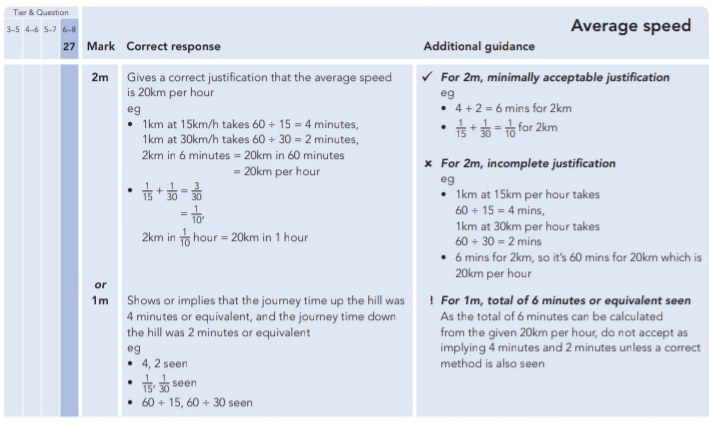 Tier & Question
3–5 4–6 5–7 6–8
27
Average speed
Mark Correct response
Additional guidance
2m
Gives a correct justification that the average speed
is 20km per hour
eg
• 1km at 15km/h takes 60 ÷ 15 = 4 minutes,
1km at 30km/h takes 60 ÷ 30 = 2 minutes,
2km in 6 minutes = 20km in 60 minutes
= 20km per hour
• 1/15 + 1/30 = 3/30
= 1/10,
2km in 1/10 hour = 20km in 1 hour
✓ For 2m, minimally acceptable justification
eg
• 4 + 2 = 6 mins for 2km
• 1/15 + 1/30 = 1/10 for 2km
× For 2m, incomplete justification
eg
• 1km at 15km per hour takes
60 ÷ 15 = 4 mins,
1km at 30km per hour takes
60 ÷ 30 = 2 mins
• 6 mins for 2km, so it's 60 mins for 20km which is
20km per hour
or
1m
Shows or implies that the journey time up the hill was
4 minutes or equivalent, and the journey time down
the hill was 2 minutes or equivalent
eg
• 4, 2 seen
• 1/15, 1/30 seen
• 60 ÷ 15, 60 ÷ 30 seen
! For 1m, total of 6 minutes or equivalent seen
As the total of 6 minutes can be calculated
from the given 20km per hour, do not accept as
implying 4 minutes and 2 minutes unless a correct
method is also seen